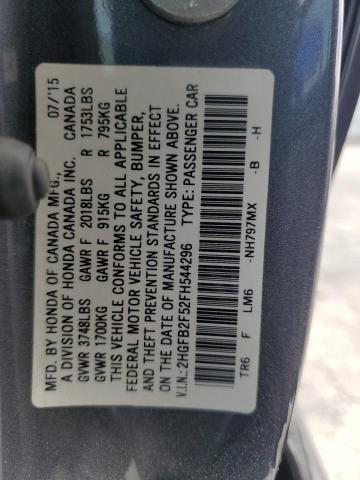 MFD. BY HONDA OF CANADA MFG., 07/'15
A DIVISION OF HONDA CANADA INC. CANADA
GVWR 3748LBS GAWR F 2018LBS R 1753LBS
GVWR 1700KG GAWR F 915KG R 795KG
THIS VEHICLE CONFORMS TO ALL APPLICABLE
FEDERAL MOTOR VEHICLE SAFETY, BUMPER,
AND THEFT PREVENTION STANDARDS IN EFFECT
ON THE DATE OF MANUFACTURE SHOWN ABOVE.
V.I.N.: 2HGFB2F52FH544296 TYPE: PASSENGER CAR
TR6 F LM6 -NH797MX -B -H